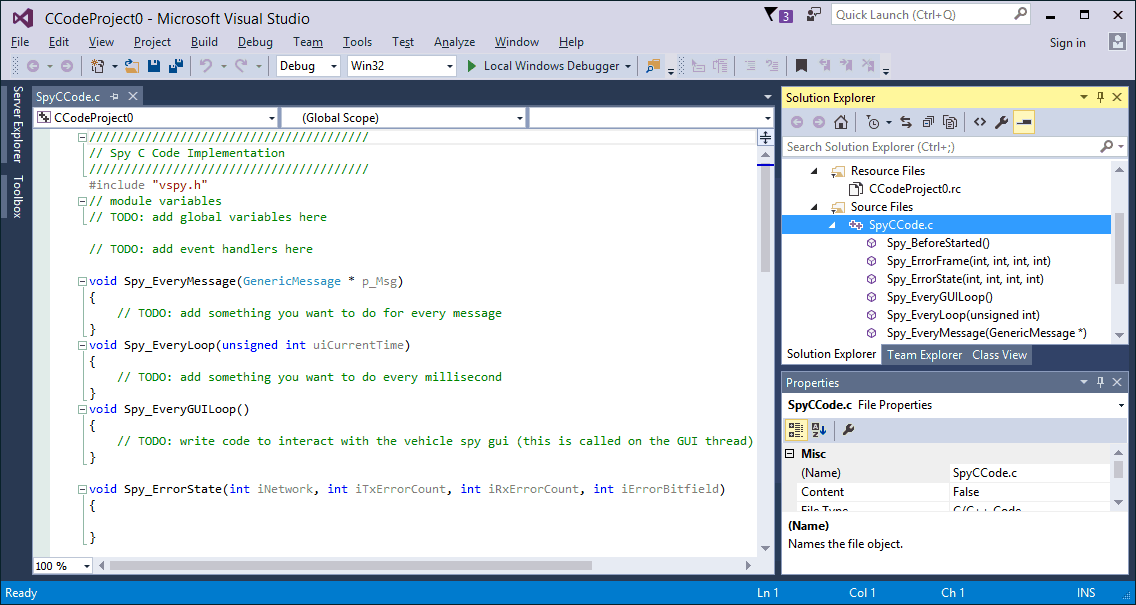 CCodeProject0 - Microsoft Visual Studio
3
Quick Launch (Ctrl+Q)
File Edit View Project Build Debug Team Tools Test Analyze Window Help
Sign in
Debug Win32 Local Windows Debugger
Server Explorer
Toolbox
SpyCCode.c
CCodeProject0 (Global Scope)
////////////////////////////////////////
// Spy C Code Implementation
////////////////////////////////////////
#include "vspy.h"
// module variables
// TODO: add global variables here
// TODO: add event handlers here
void Spy_EveryMessage(GenericMessage * p_Msg)
{
// TODO: add something you want to do for every message
}
void Spy_EveryLoop(unsigned int uiCurrentTime)
{
// TODO: add something you want to do every millisecond
}
void Spy_EveryGUILoop()
{
// TODO: write code to interact with the vehicle spy gui (this is called on the GUI thread)
}
void Spy_ErrorState(int iNetwork, int iTxErrorCount, int iRxErrorCount, int iErrorBitfield)
{
}
100 %
Solution Explorer
Search Solution Explorer (Ctrl+;)
Resource Files
CCodeProject0.rc
Source Files
SpyCCode.c
Spy_BeforeStarted()
Spy_ErrorFrame(int, int, int, int)
Spy_ErrorState(int, int, int, int)
Spy_EveryGUILoop()
Spy_EveryLoop(unsigned int)
Spy_EveryMessage(GenericMessage *)
Solution Explorer Team Explorer Class View
Properties
SpyCCode.c File Properties
Misc
(Name) SpyCCode.c
Content False
File Type C/C++ Code
(Name)
Names the file object.
Ready Ln 1 Col 1 Ch 1 INS